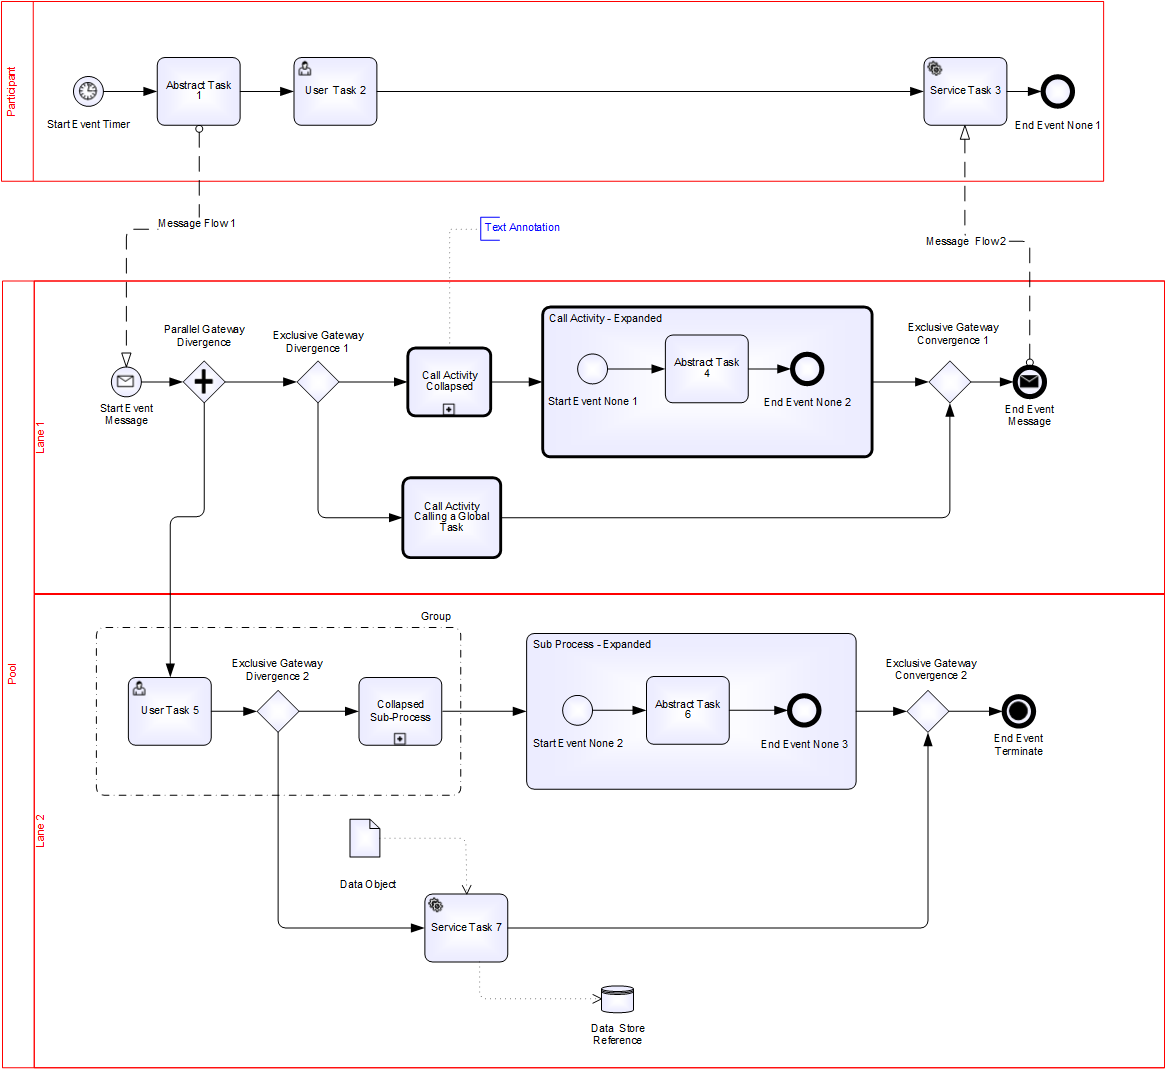 Participant
Abstract Task
1
User Task 2
Service Task 3
Start Event Timer
End Event None 1
Message Flow 1
Text Annotation
Message Flow2
Pool
Lane 1
Parallel Gateway
Divergence
Exclusive Gateway
Divergence 1
Call Activity
Collapsed
Call Activity - Expanded
Abstract Task
4
Start Event None 1
End Event None 2
Exclusive Gateway
Convergence 1
Start Event
Message
End Event
Message
Call Activity
Calling a Global
Task
Lane 2
Group
User Task 5
Exclusive Gateway
Divergence 2
Collapsed
Sub-Process
Sub Process - Expanded
Abstract Task
6
Start Event None 2
End Event None 3
Exclusive Gateway
Convergence 2
End Event
Terminate
Data Object
Service Task 7
Data Store
Reference